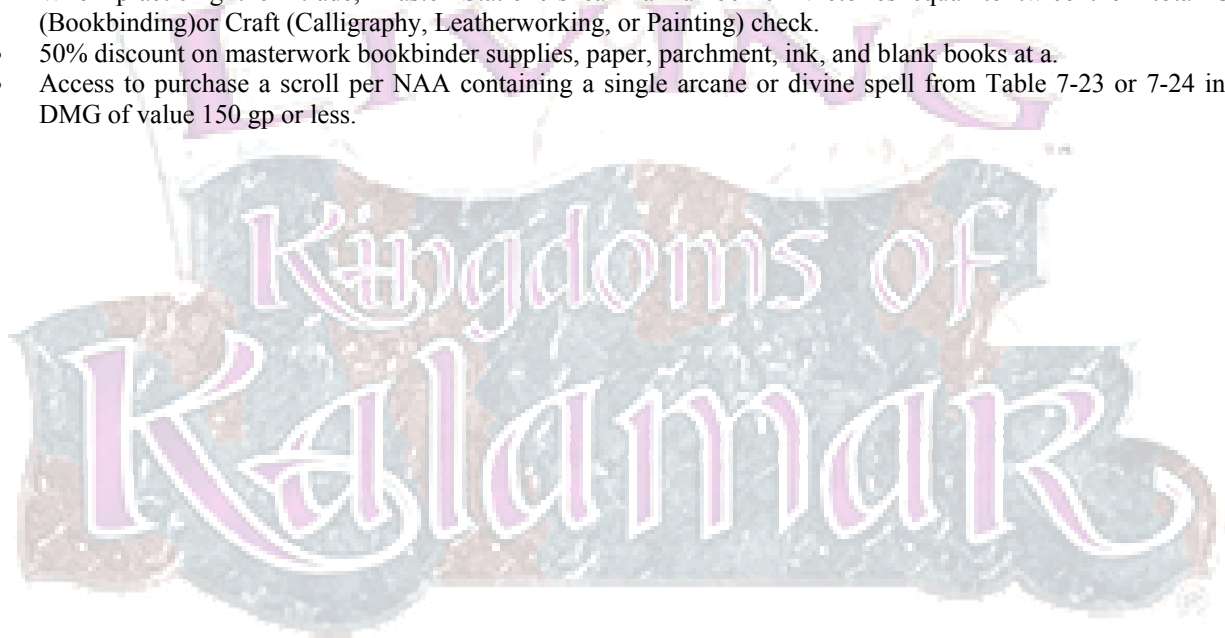 (Bookbinding)or Craft (Calligraphy, Leatherworking, or Painting) check.
• 50% discount on masterwork bookbinder supplies, paper, parchment, ink, and blank books at a.
Access to purchase a scroll per NAA containing a single arcane or divine spell from Table 7-23 or 7-24 in
DMG of value 150 gp or less.
LIVING
Kingdoms of
Kalamar